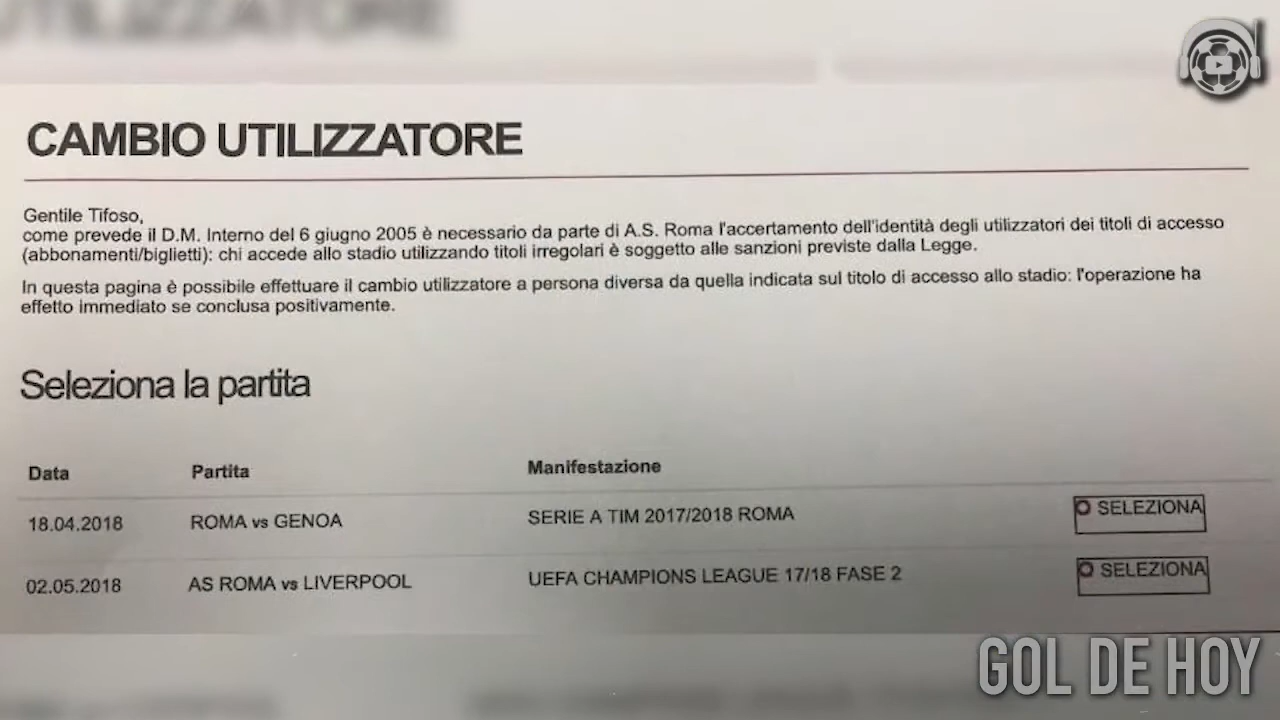 UTILIZZATORE
CAMBIO UTILIZZATORE
Gentile Tifoso,
come prevede il D.M. Interno del 6 giugno 2005 è necessario da parte di A.S. Roma l'accertamento dell'identità degli utilizzatori dei titoli di accesso
(abbonamenti/biglietti): chi accede allo stadio utilizzando titoli irregolari è soggetto alle sanzioni previste dalla Legge.
In questa pagina è possibile effettuare il cambio utilizzatore a persona diversa da quella indicata sul titolo di accesso allo stadio: l'operazione ha
effetto immediato se conclusa positivamente.
Seleziona la partita
Data Partita Manifestazione
18.04.2018 ROMA vs GENOA SERIE A TIM 2017/2018 ROMA SELEZIONA
02.05.2018 AS ROMA vs LIVERPOOL UEFA CHAMPIONS LEAGUE 17/18 FASE 2 SELEZIONA
GOL DE HOY